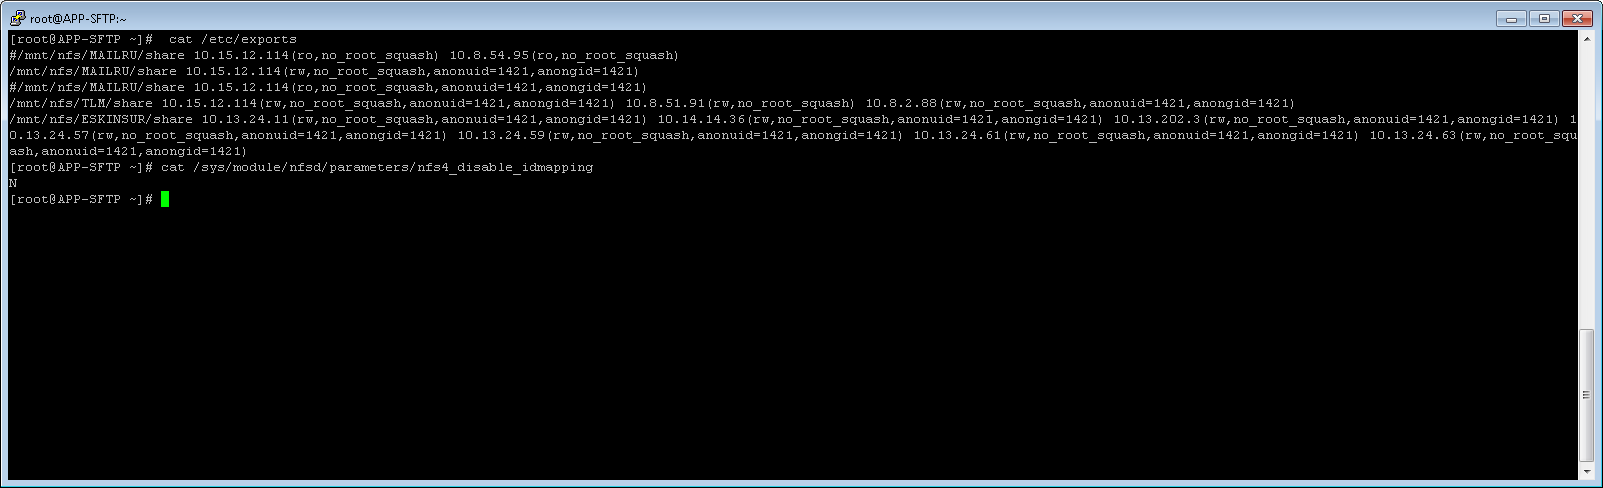 root@APP-SFTP:~
[root@APP-SFTP ~]#  cat /etc/exports
#/mnt/nfs/MAILRU/share 10.15.12.114(ro,no_root_squash) 10.8.54.95(ro,no_root_squash)
/mnt/nfs/MAILRU/share 10.15.12.114(rw,no_root_squash,anonuid=1421,anongid=1421)
#/mnt/nfs/MAILRU/share 10.15.12.114(ro,no_root_squash,anonuid=1421,anongid=1421)
/mnt/nfs/TLM/share 10.15.12.114(rw,no_root_squash,anonuid=1421,anongid=1421) 10.8.51.91(rw,no_root_squash) 10.8.2.88(rw,no_root_squash,anonuid=1421,anongid=1421)
/mnt/nfs/ESKINSUR/share 10.13.24.11(rw,no_root_squash,anonuid=1421,anongid=1421) 10.14.14.36(rw,no_root_squash,anonuid=1421,anongid=1421) 10.13.202.3(rw,no_root_squash,anonuid=1421,anongid=1421) 1
0.13.24.57(rw,no_root_squash,anonuid=1421,anongid=1421) 10.13.24.59(rw,no_root_squash,anonuid=1421,anongid=1421) 10.13.24.61(rw,no_root_squash,anonuid=1421,anongid=1421) 10.13.24.63(rw,no_root_squ
ash,anonuid=1421,anongid=1421)
[root@APP-SFTP ~]# cat /sys/module/nfsd/parameters/nfs4_disable_idmapping
N
[root@APP-SFTP ~]#